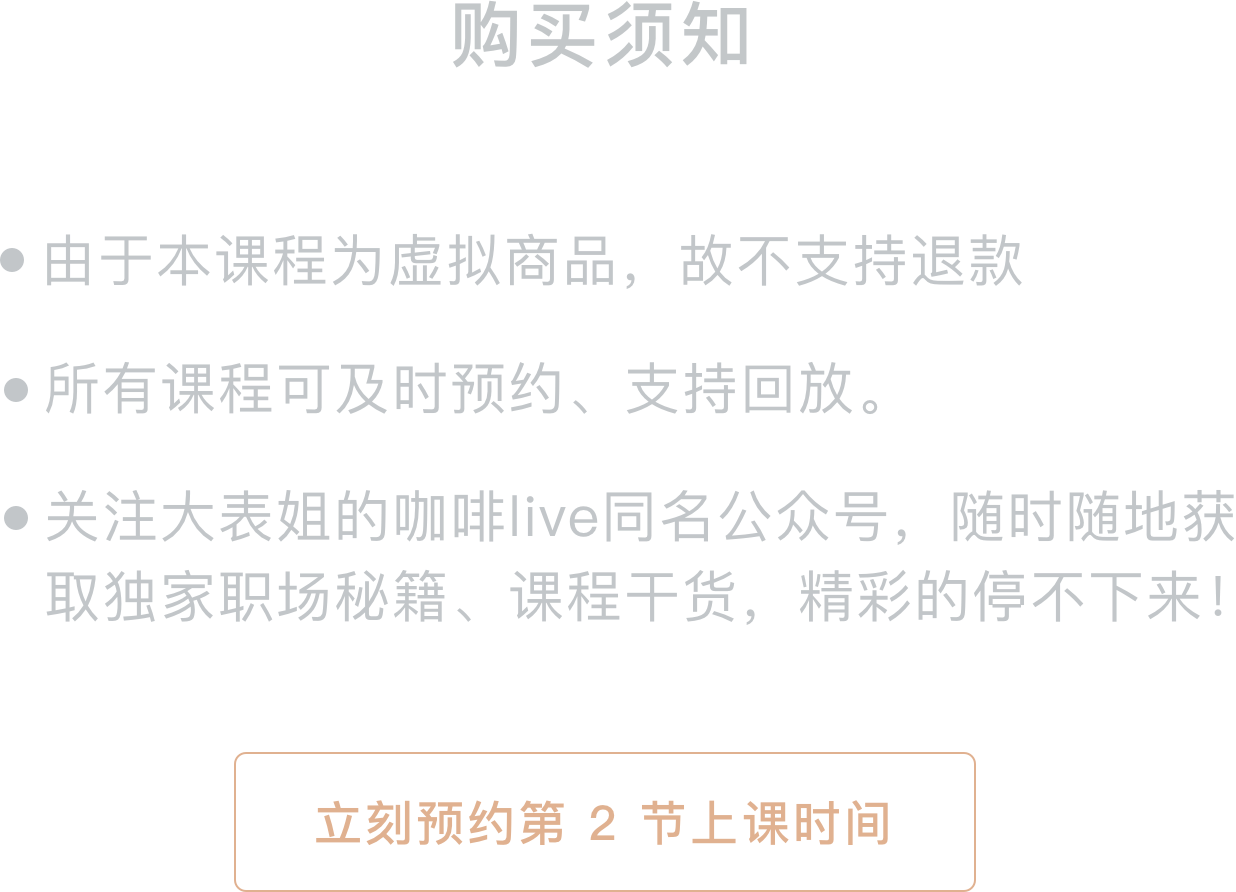 购买须知
● 由于本课程为虚拟商品，故不支持退款
● 所有课程可及时预约、支持回放。
● 关注大表姐的咖啡live同名公众号，随时随地获
取独家职场秘籍、课程干货，精彩的停不下来！
立刻预约第 2 节上课时间